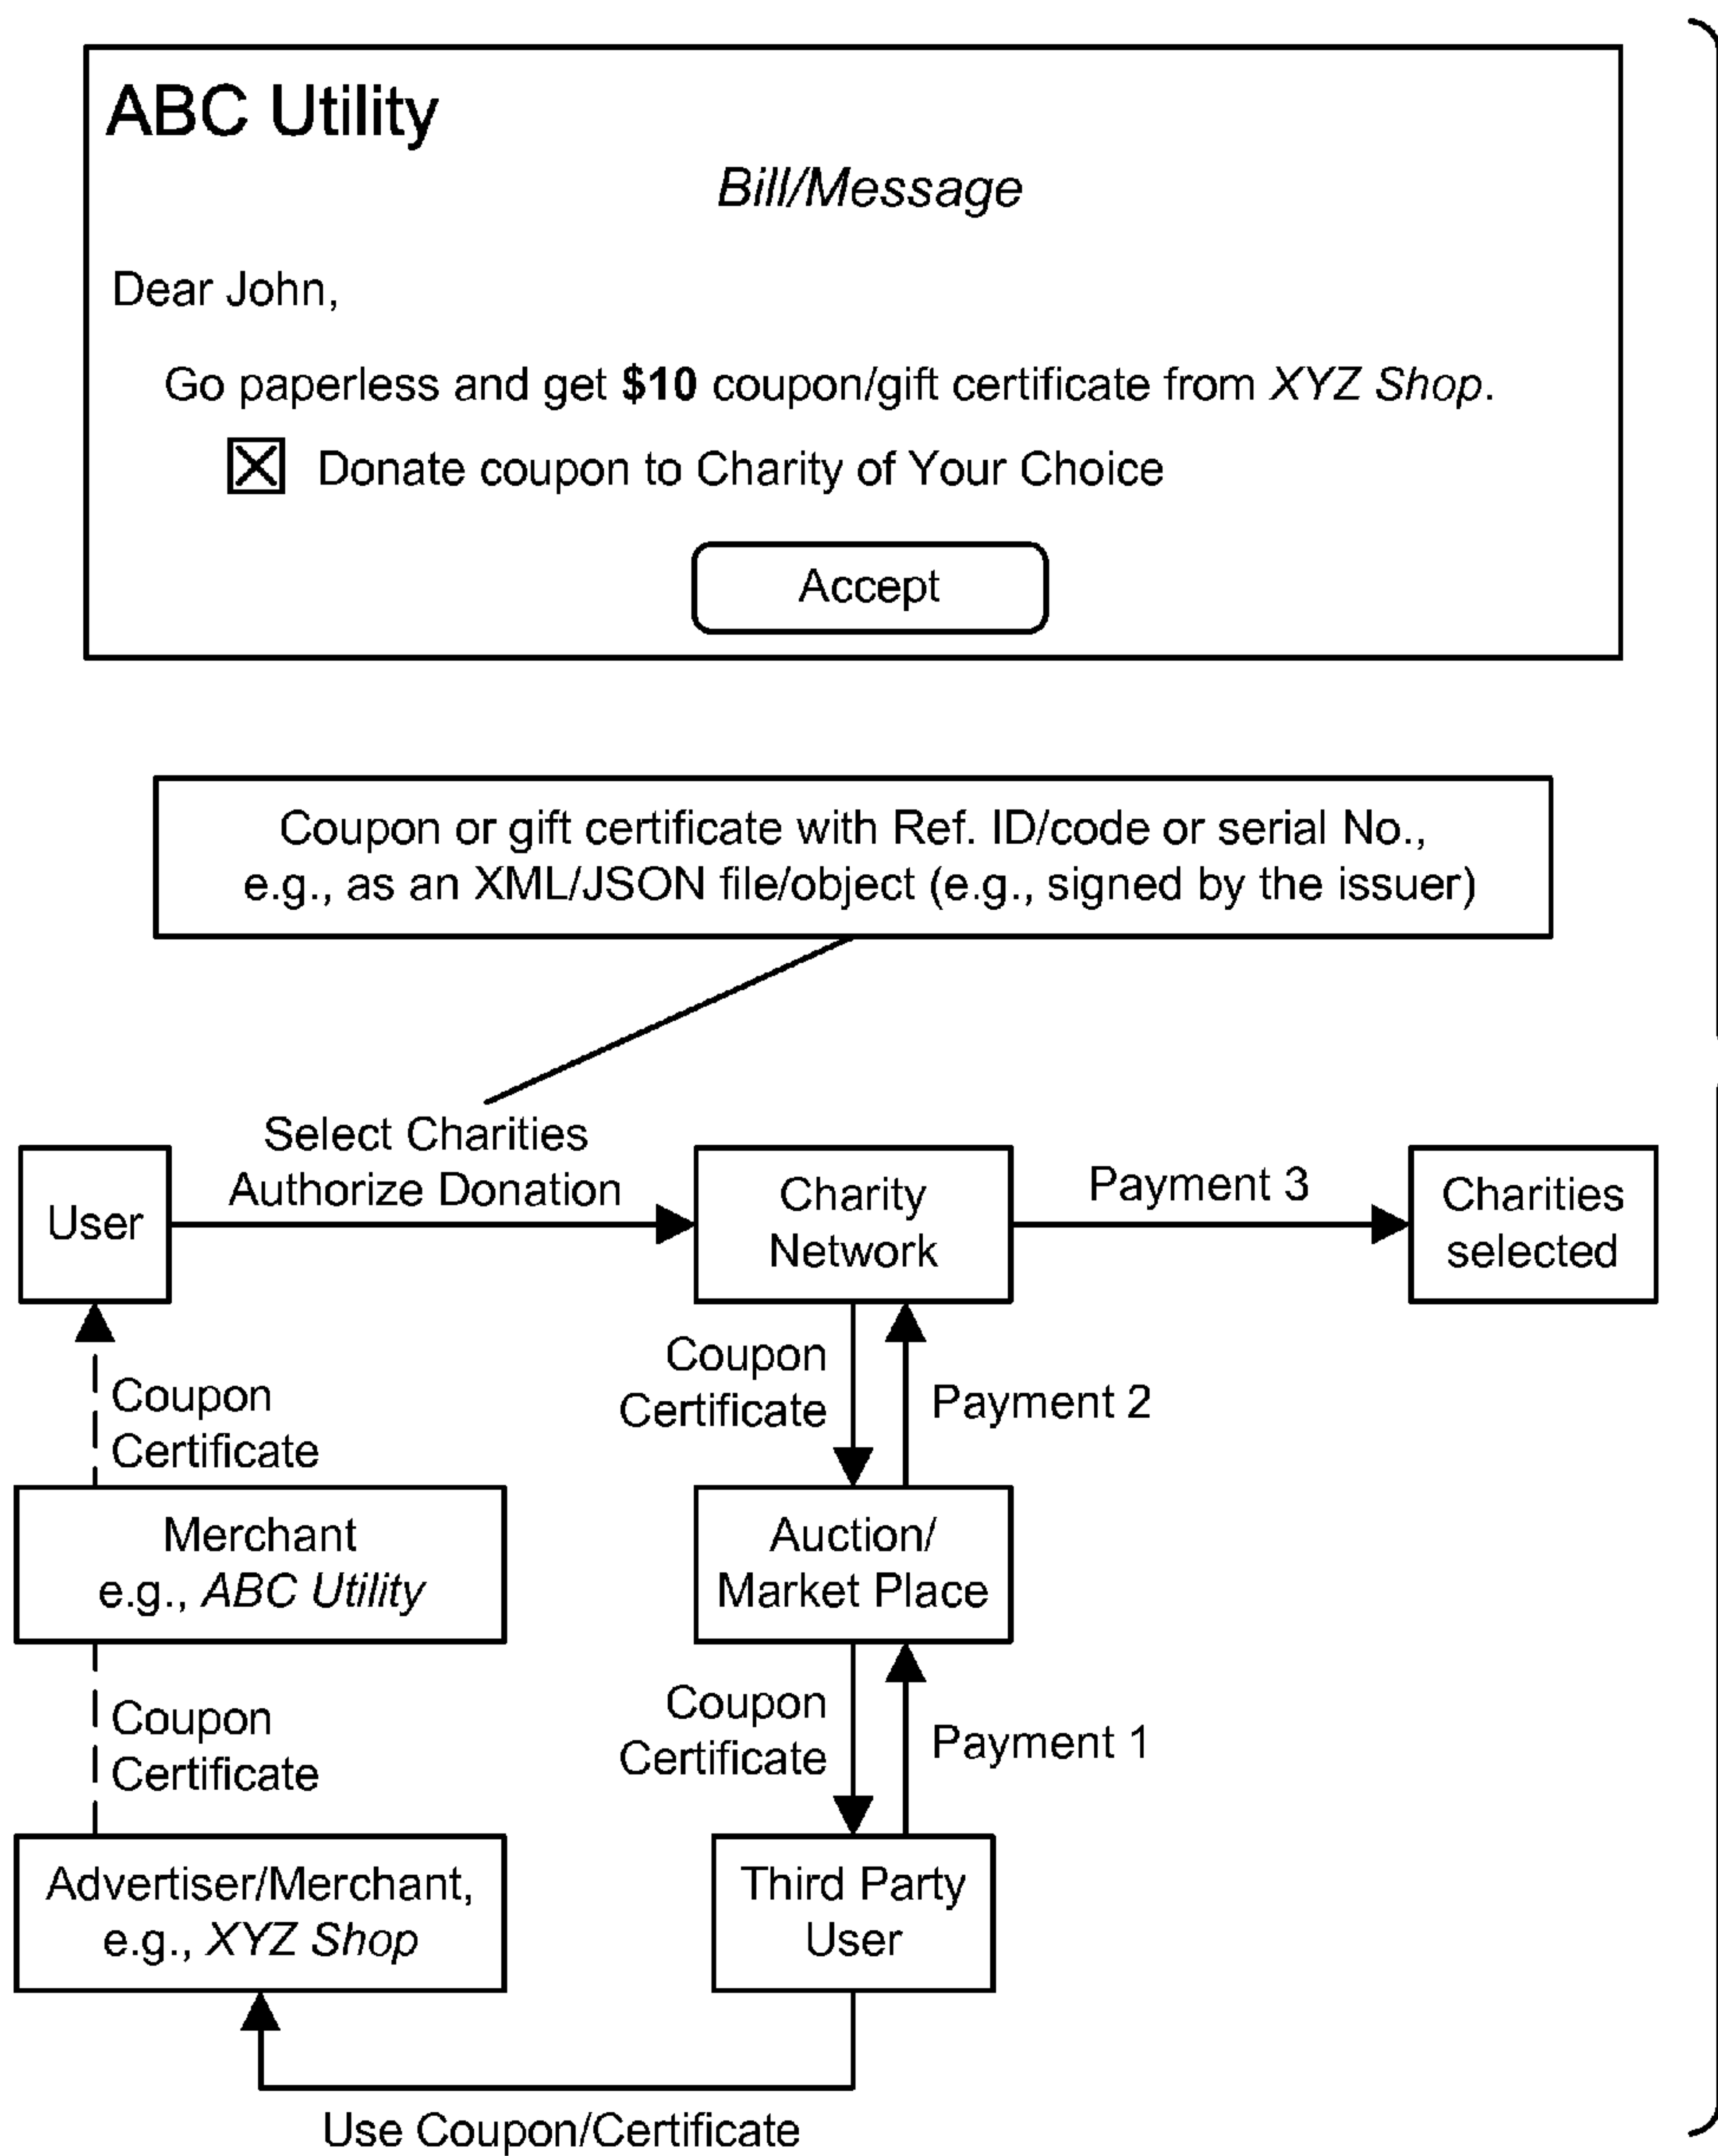 ABC Utility
Bill/Message
Dear John,
Go paperless and get $10 coupon/gift certificate from XYZ Shop.
Donate coupon to Charity of Your Choice
Accept
Coupon or gift certificate with Ref. ID/code or serial No.,
e.g., as an XML/JSON file/object (e.g., signed by the issuer)
Select Charities
Authorize Donation
User
Charity
Network
Payment 3
Charities
selected
Coupon
Certificate
Coupon
Certificate
Payment 2
Merchant
e.g., ABC Utility
Auction/
Market Place
Coupon
Certificate
Coupon
Certificate
Payment 1
Advertiser/Merchant,
e.g., XYZ Shop
Third Party
User
Use Coupon/Certificate